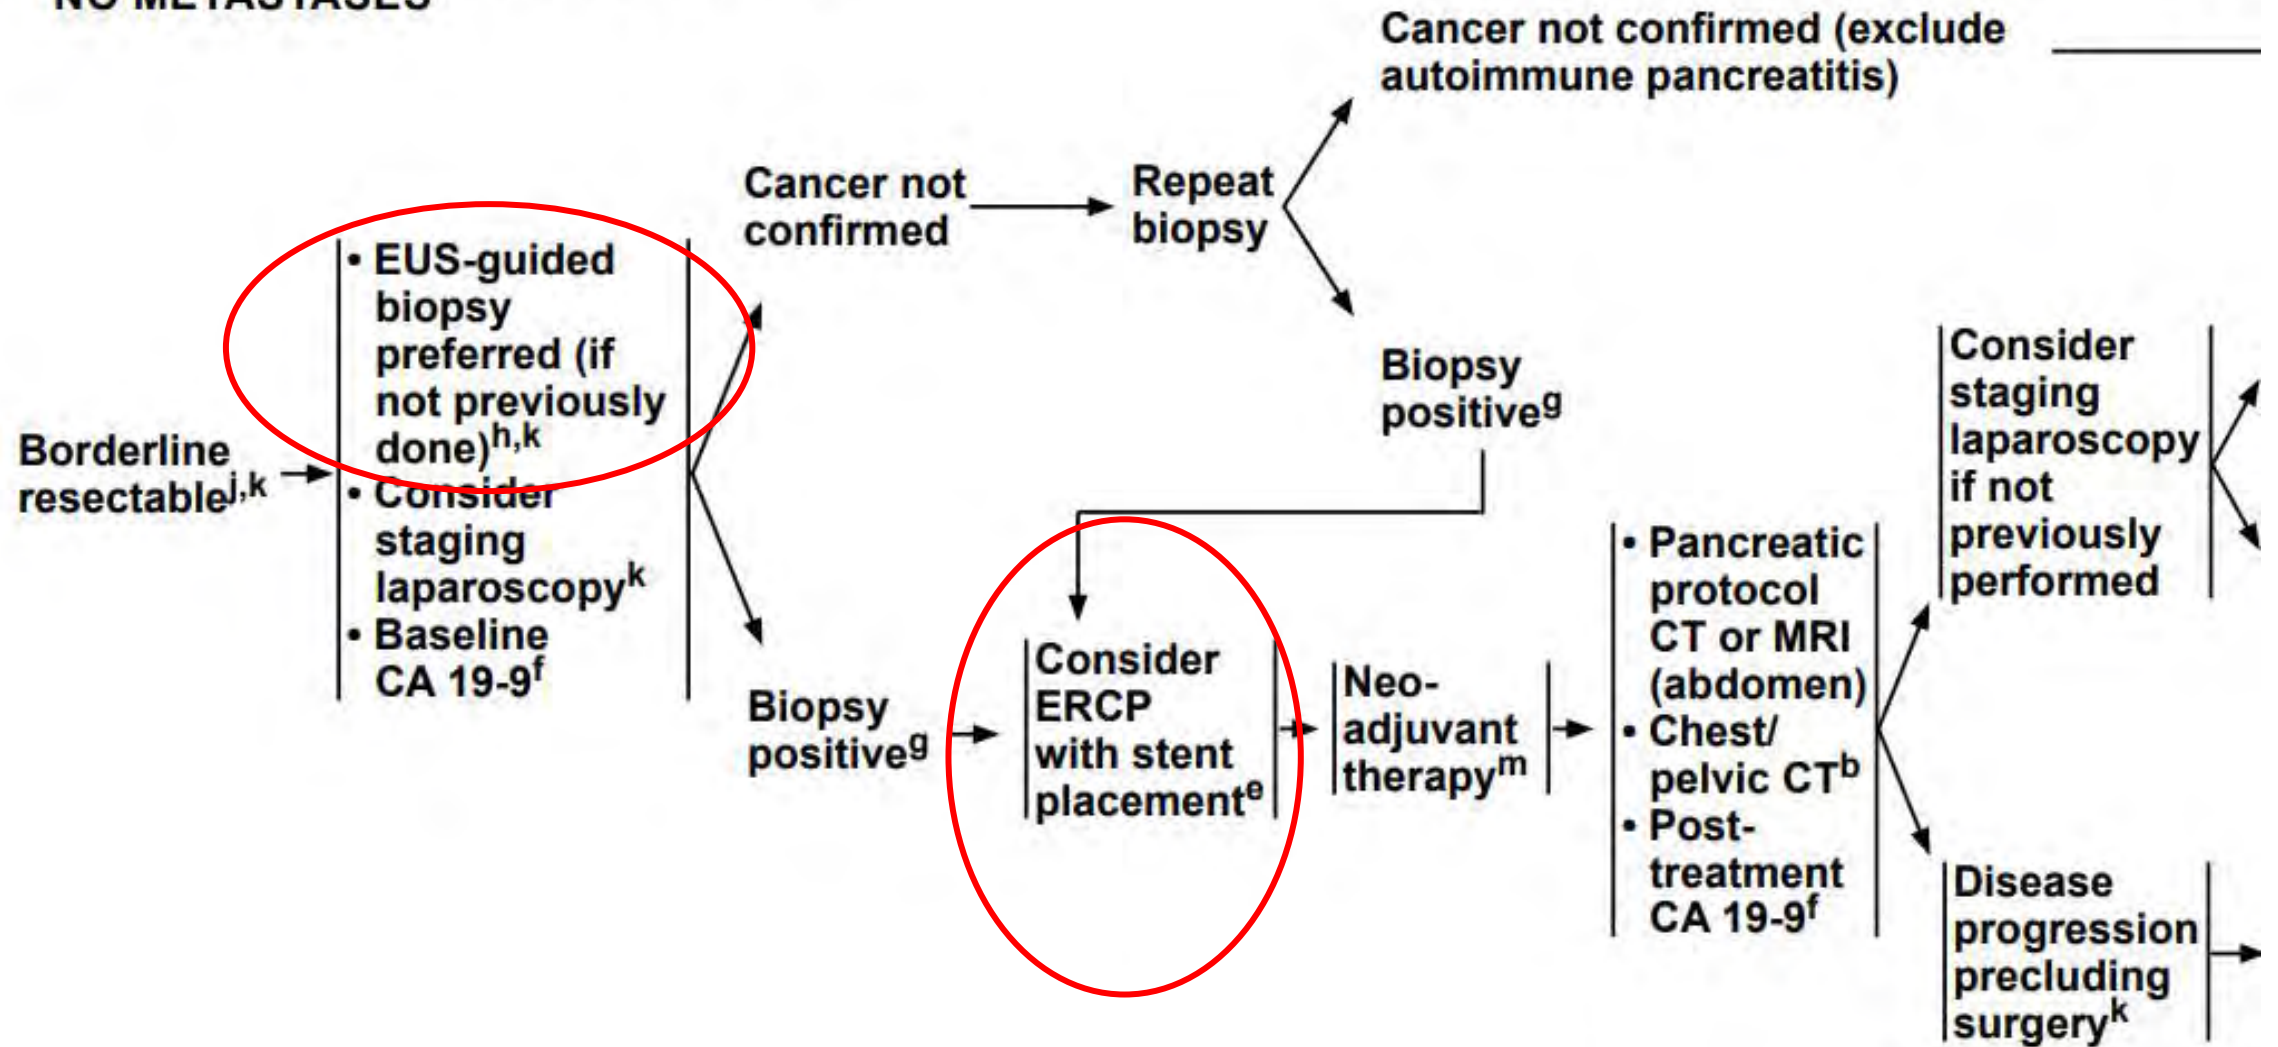 NO METASTASES
Cancer not confirmed (exclude
autoimmune pancreatitis)
Cancer not
confirmed
Repeat
biopsy
Biopsy
positiveg
Borderline
resectablej,k
• EUS-guided
biopsy
preferred (if
not previously
done)h,k
• Consider
staging
laparoscopyk
• Baseline
CA 19-9f
Biopsy
positiveg
Consider
ERCP
with stent
placemente
Neo-
adjuvant
therapym
• Pancreatic
protocol
CT or MRI
(abdomen)
• Chest/
pelvic CTb
• Post-
treatment
CA 19-9f
Consider
staging
laparoscopy
if not
previously
performed
Disease
progression
precluding
surgeryk